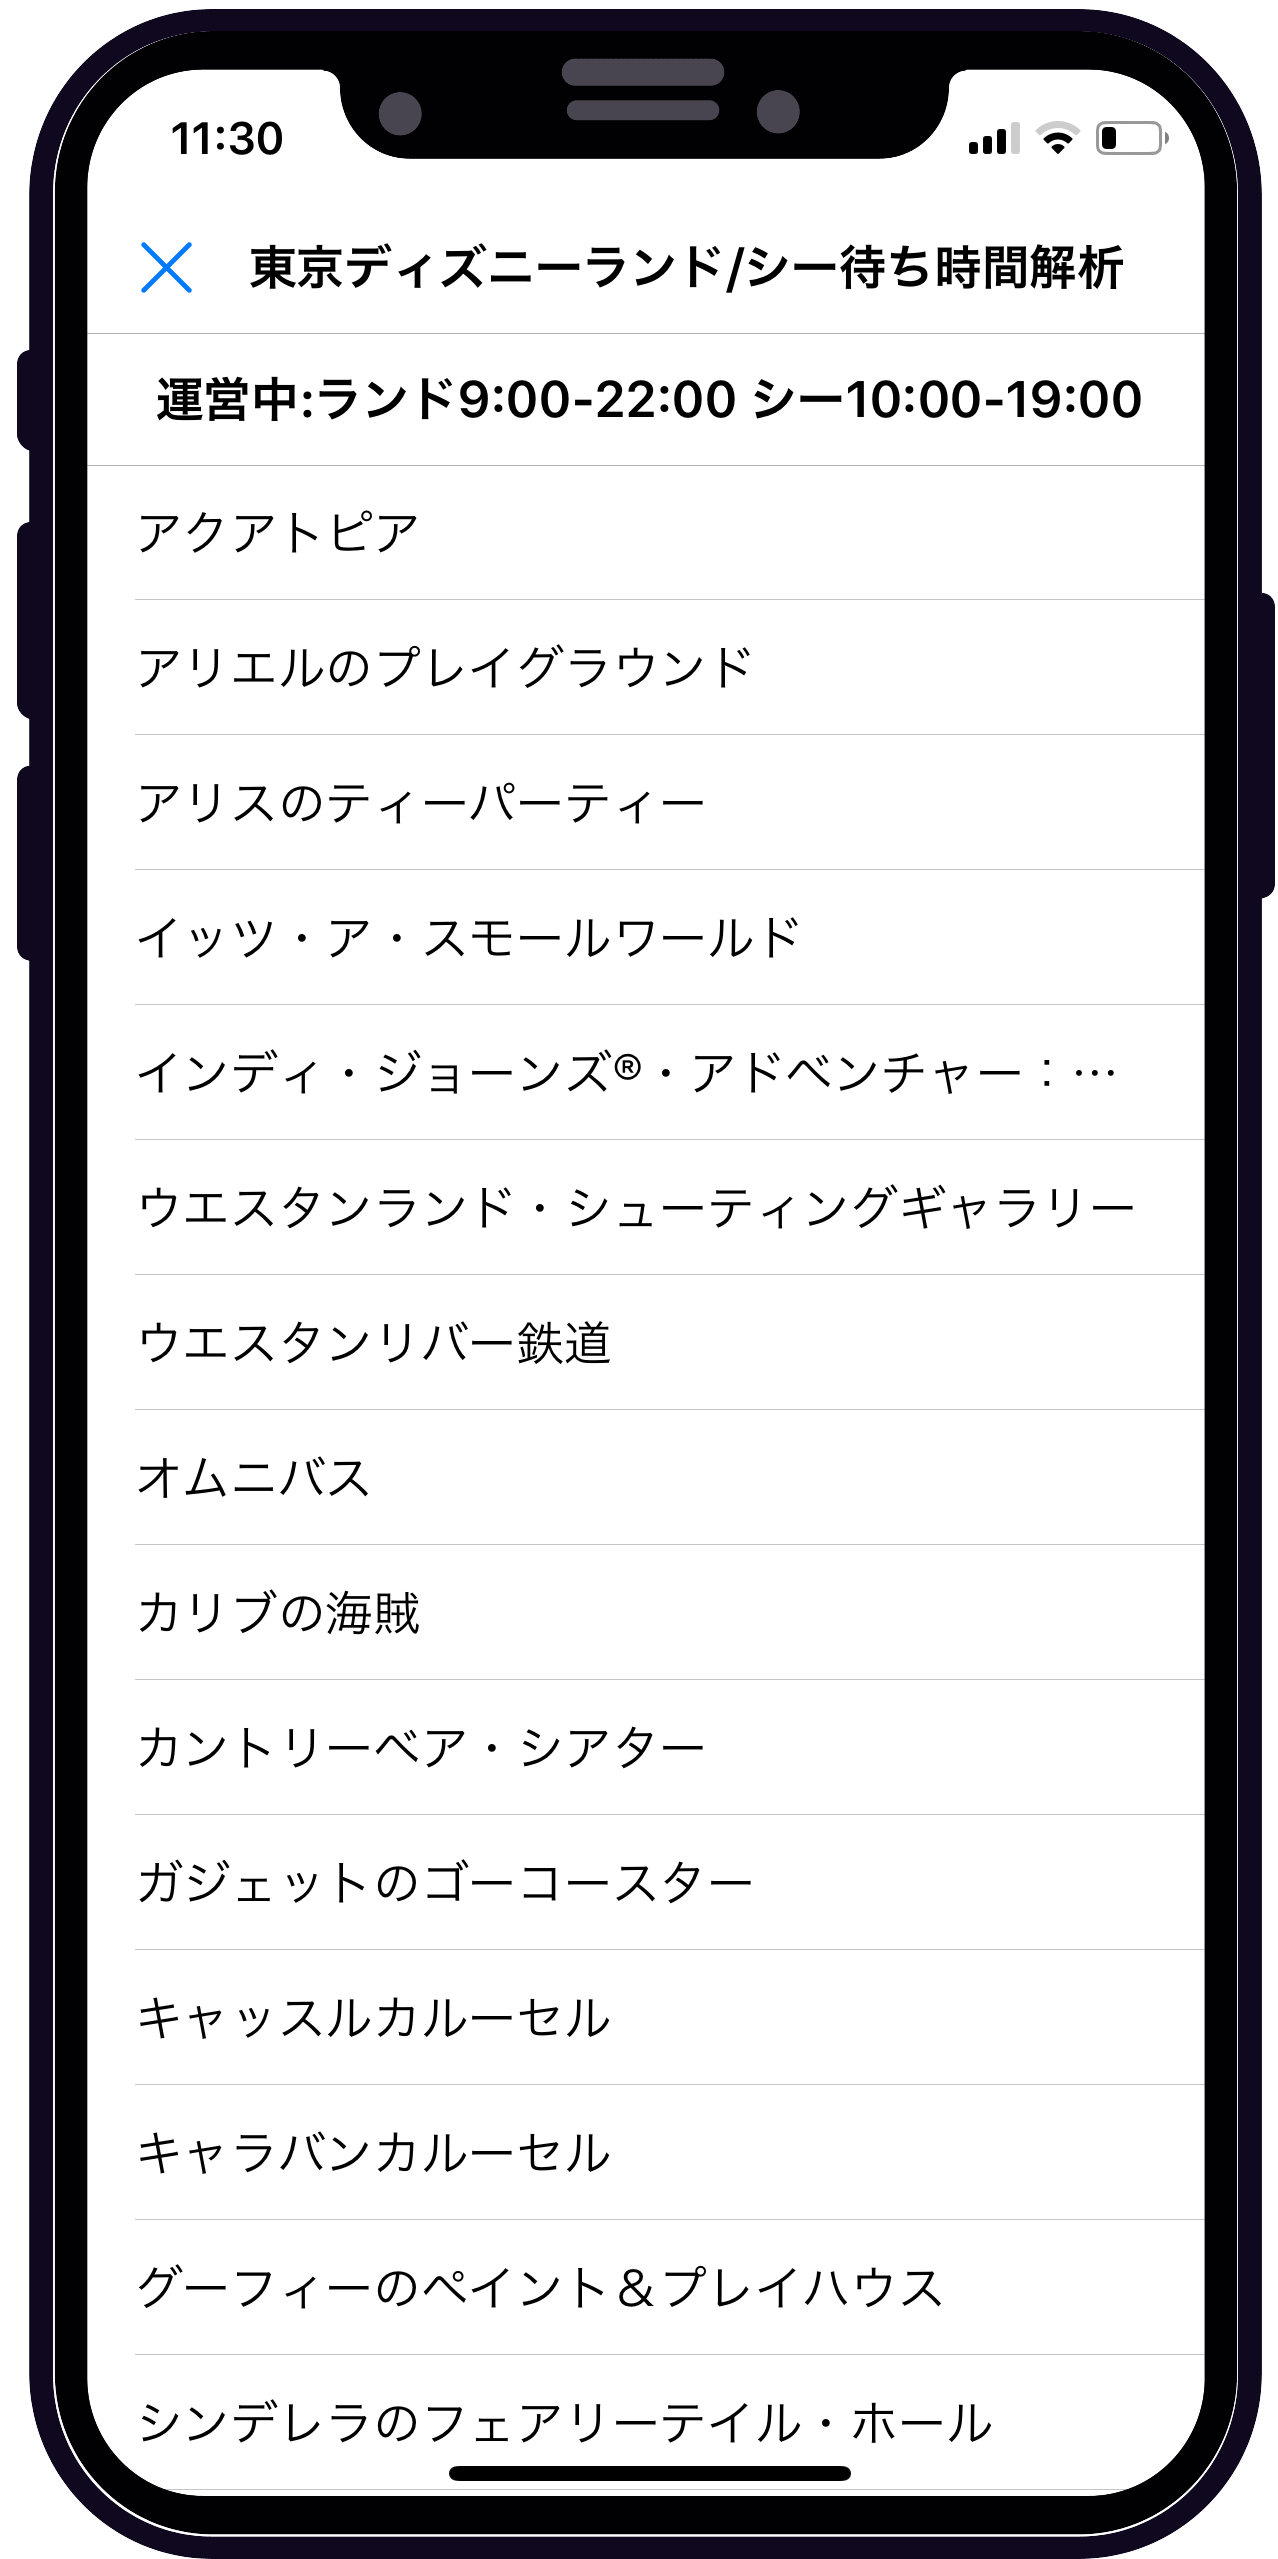 11:30
東京ディズニーランド/シー待ち時間解析
運営中:ランド9:00-22:00 シー10:00-19:00
アクアトピア
アリエルのプレイグラウンド
アリスのティーパーティー
イッツ・ア・スモールワールド
インディ・ジョーンズ®・アドベンチャー：…
ウエスタンランド・シューティングギャラリー
ウエスタンリバー鉄道
オムニバス
カリブの海賊
カントリーベア・シアター
ガジェットのゴーコースター
キャッスルカルーセル
キャラバンカルーセル
グーフィーのペイント＆プレイハウス
シンデレラのフェアリーテイル・ホール